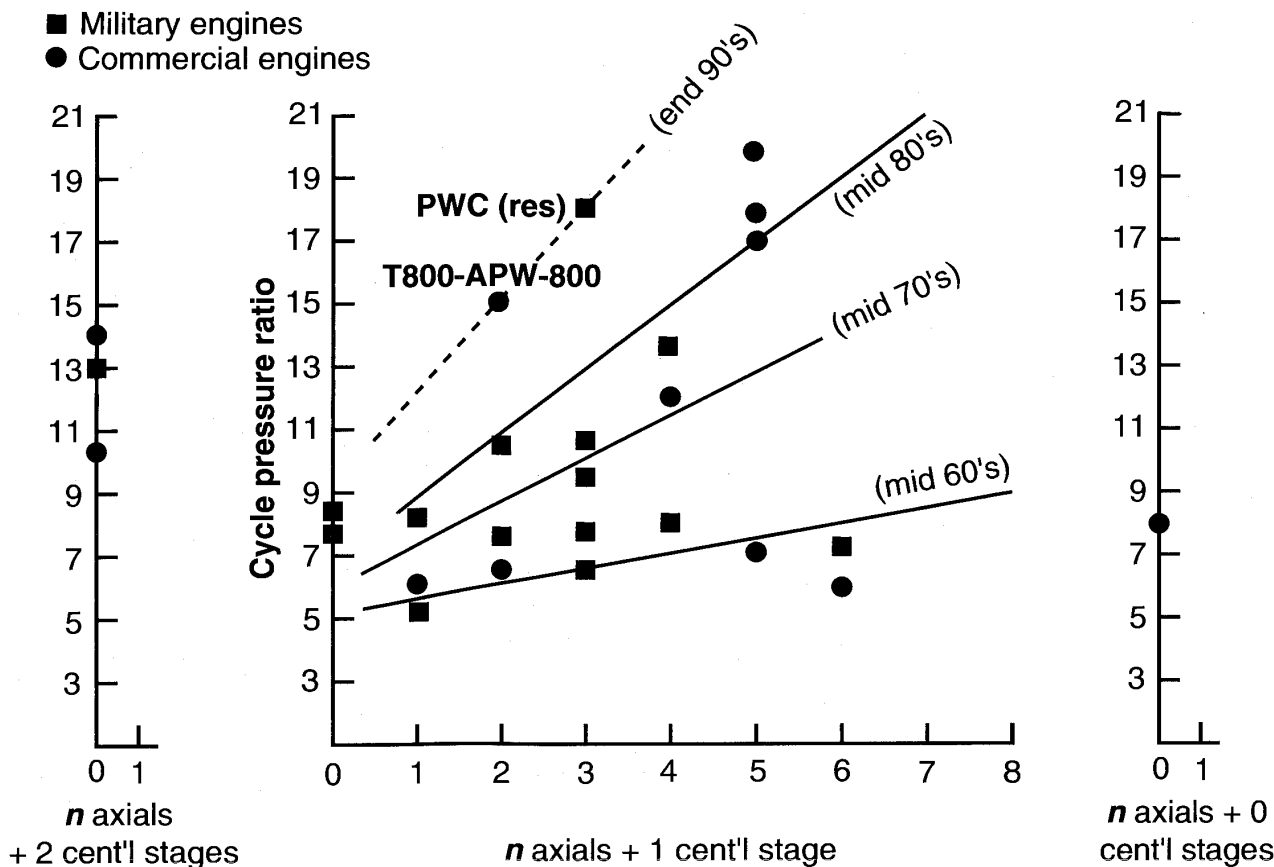 Military engines
Commercial engines
21
19
17
15
13
11
9
7
5
3
0 1
n axials
+ 2 cent'l stages
Cycle pressure ratio
21
19
17
15
13
11
9
7
5
3
0 1 2 3 4 5 6 7 8
n axials + 1 cent'l stage
(end 90's)
PWC (res)
T800-APW-800
(mid 80's)
(mid 70's)
(mid 60's)
21
19
17
15
13
11
9
7
5
3
0 1
n axials + 0
cent'l stages